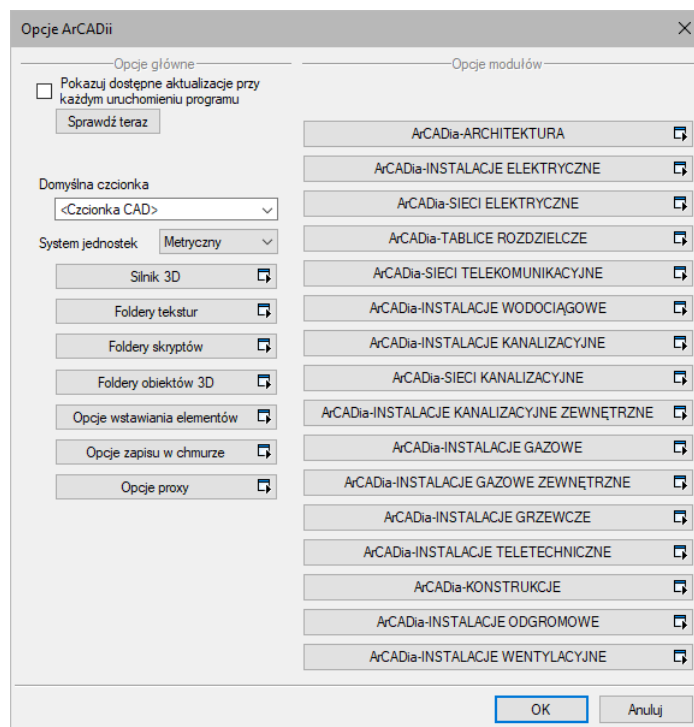 Opcje ArCADii
Opcje główne
Pokazuj dostępne aktualizacje przy
każdym uruchomieniu programu
Sprawdź teraz
Domyślna czcionka
<Czcionka CAD>
System jednostek
Metryczny
Silnik 3D
Foldery tekstur
Foldery skryptów
Foldery obiektów 3D
Opcje wstawiania elementów
Opcje zapisu w chmurze
Opcje proxy
Opcje modułów
ArCADia-ARCHITEKTURA
ArCADia-INSTALACJE ELEKTRYCZNE
ArCADia-SIECI ELEKTRYCZNE
ArCADia-TABLICE ROZDZIELCZE
ArCADia-SIECI TELEKOMUNIKACYJNE
ArCADia-INSTALACJE WODOCIĄGOWE
ArCADia-INSTALACJE KANALIZACYJNE
ArCADia-SIECI KANALIZACYJNE
ArCADia-INSTALACJE KANALIZACYJNE ZEWNĘTRZNE
ArCADia-INSTALACJE GAZOWE
ArCADia-INSTALACJE GAZOWE ZEWNĘTRZNE
ArCADia-INSTALACJE GRZEWCZE
ArCADia-INSTALACJE TELETECHNICZNE
ArCADia-KONSTRUKCJE
ArCADia-INSTALACJE ODGROMOWE
ArCADia-INSTALACJE WENTYLACYJNE
OK
Anuluj